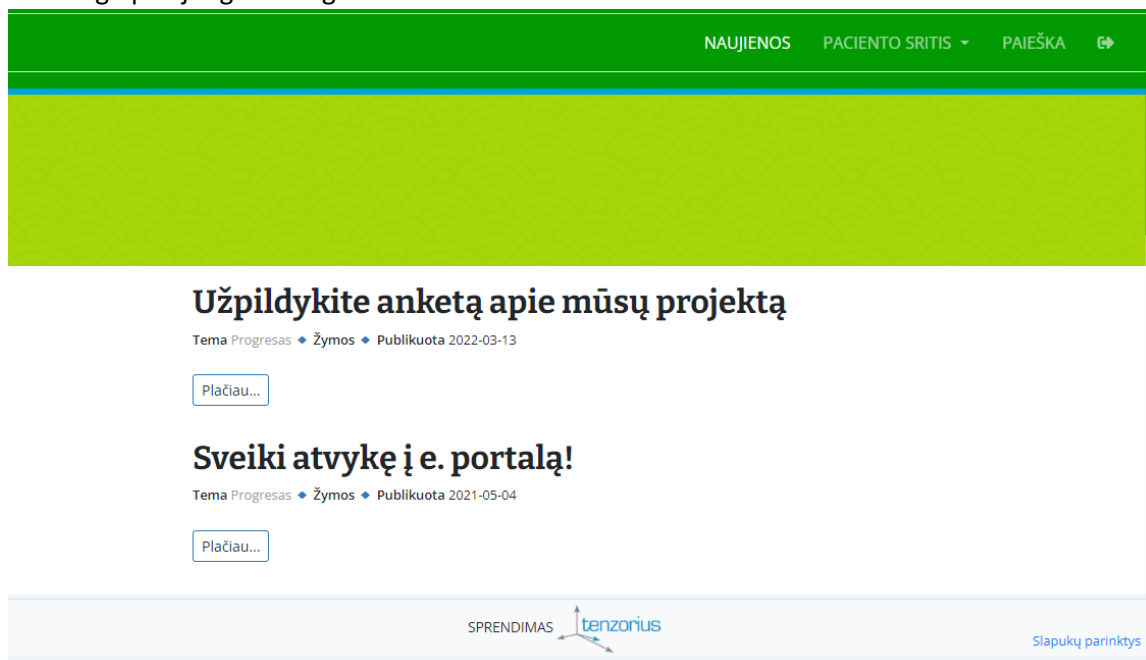 NAUJIENOS PACIENTO SRITIS PAIEŠKA
Užpildykite anketą apie mūsų projektą
Tema Progresas ◆ Žymos ◆ Publikuota 2022-03-13
Plačiau...
Sveiki atvykę į e. portalą!
Tema Progresas ◆ Žymos ◆ Publikuota 2021-05-04
Plačiau...
SPRENDIMAS tenzorius
Slapukų parinktys